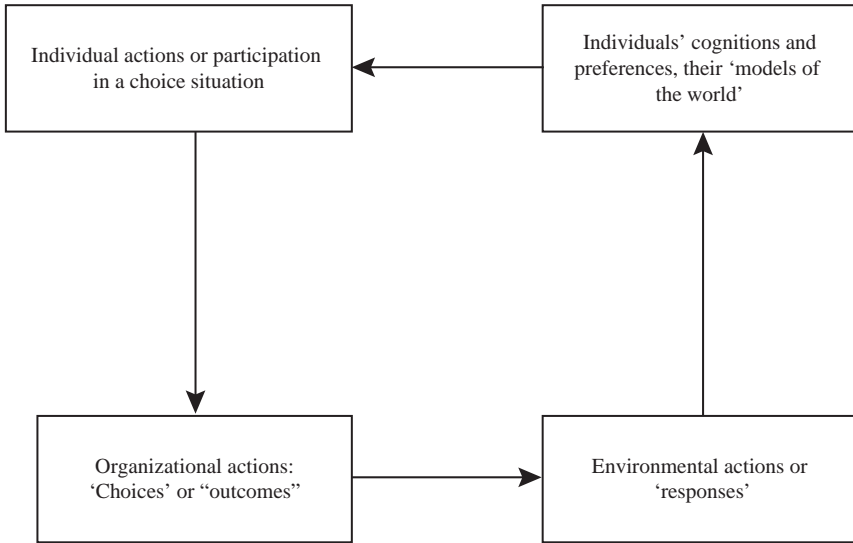 Individual actions or participation
in a choice situation
Individuals’ cognitions and
preferences, their ‘models of
the world’
Organizational actions:
‘Choices’ or “outcomes”
Environmental actions or
‘responses’